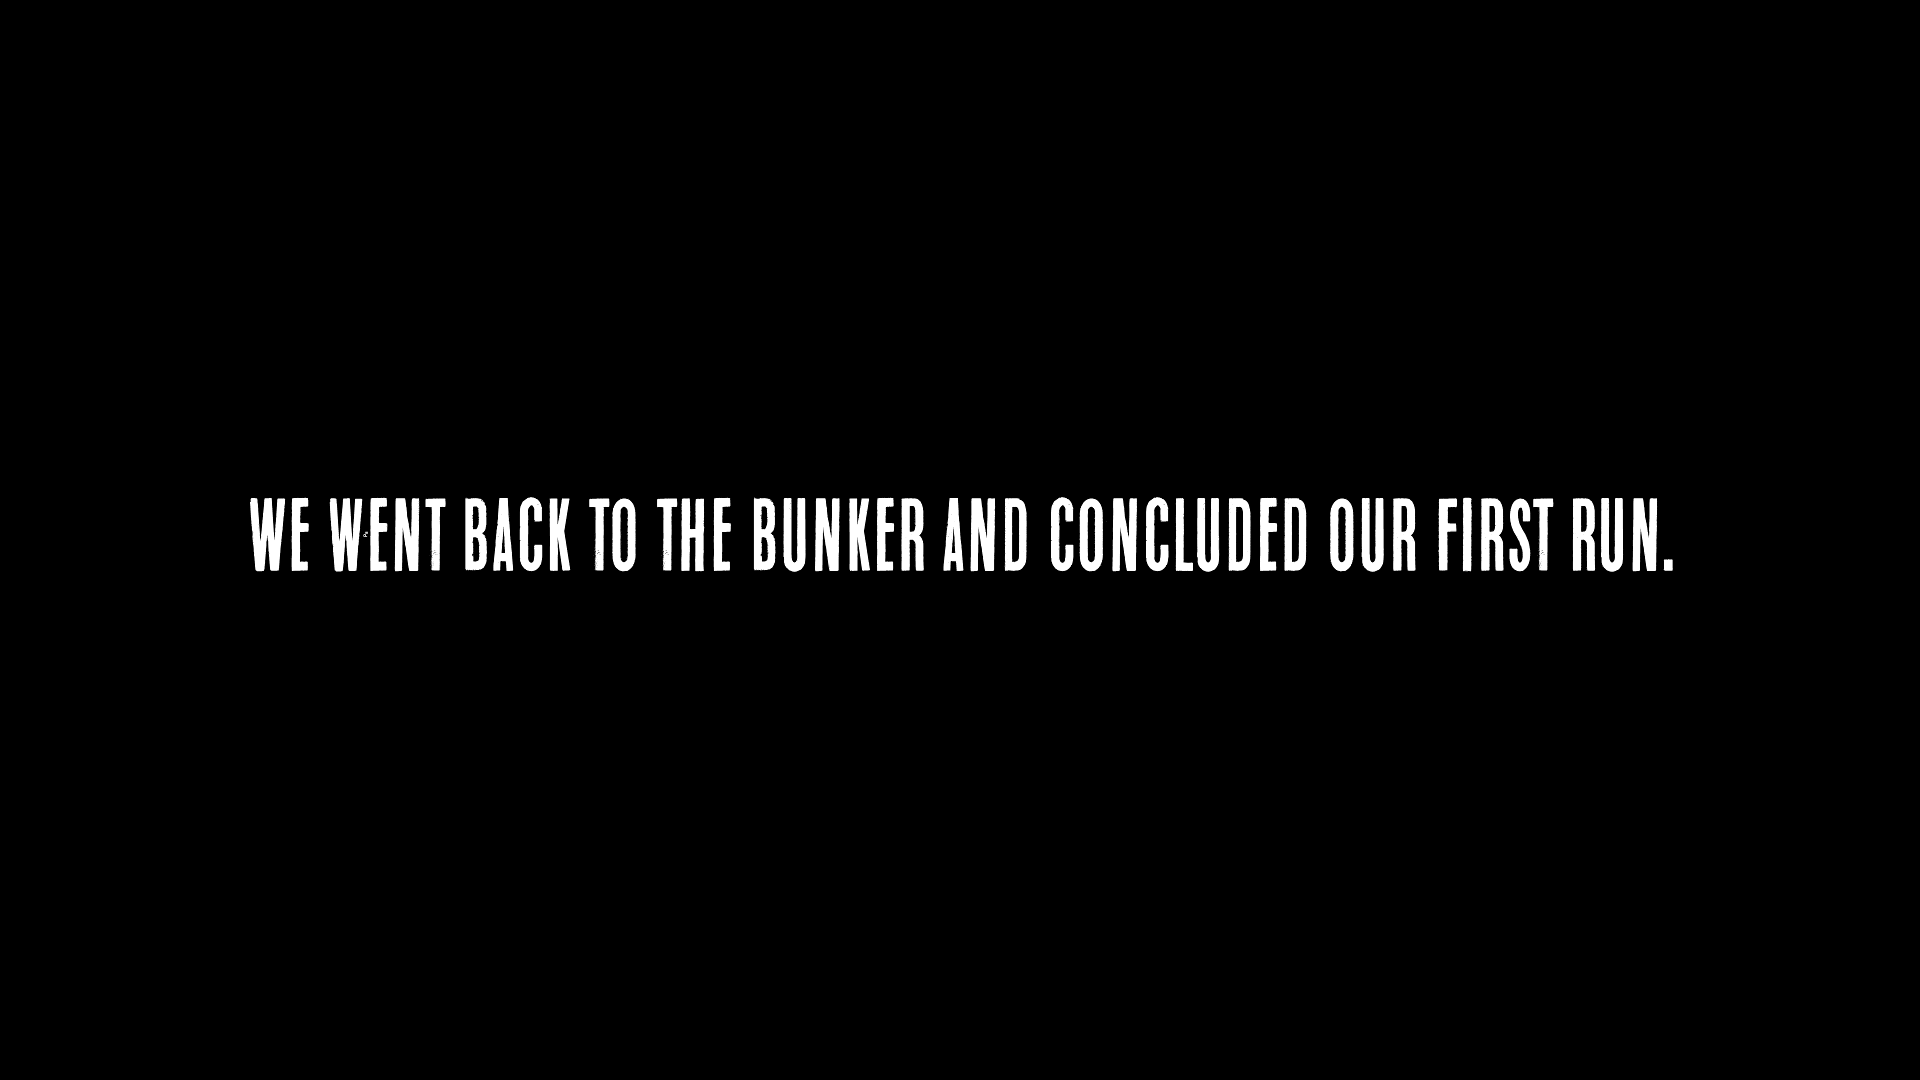 WE WENT BACK TO THE BUNKER AND CONCLUDED OUR FIRST RUN.